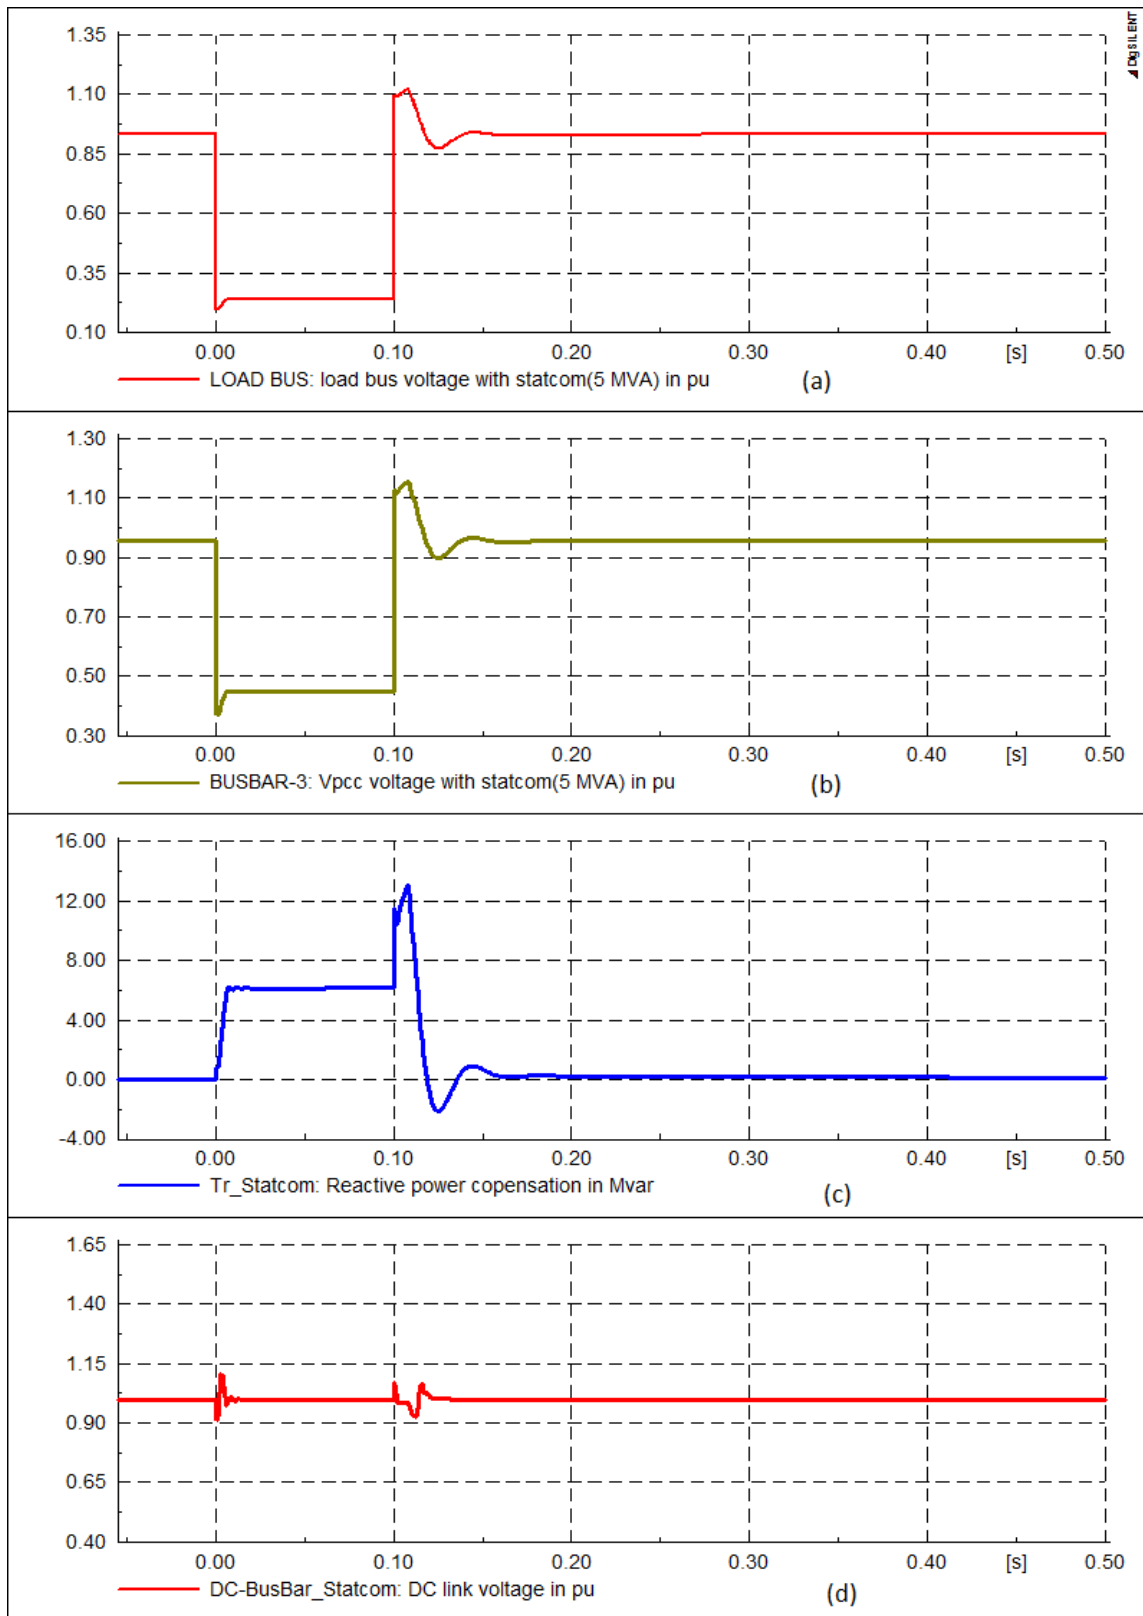 DIgSILENT
1.35
1.10
0.85
0.60
0.35
0.10
0.00 0.10 0.20 0.30 0.40 [s] 0.50
LOAD BUS: load bus voltage with statcom(5 MVA) in pu (a)
1.30
1.10
0.90
0.70
0.50
0.30
0.00 0.10 0.20 0.30 0.40 [s] 0.50
BUSBAR-3: Vpcc voltage with statcom(5 MVA) in pu (b)
16.00
12.00
8.00
4.00
0.00
-4.00
0.00 0.10 0.20 0.30 0.40 [s] 0.50
Tr_Statcom: Reactive power copensation in Mvar (c)
1.65
1.40
1.15
0.90
0.65
0.40
0.00 0.10 0.20 0.30 0.40 [s] 0.50
DC-BusBar_Statcom: DC link voltage in pu (d)